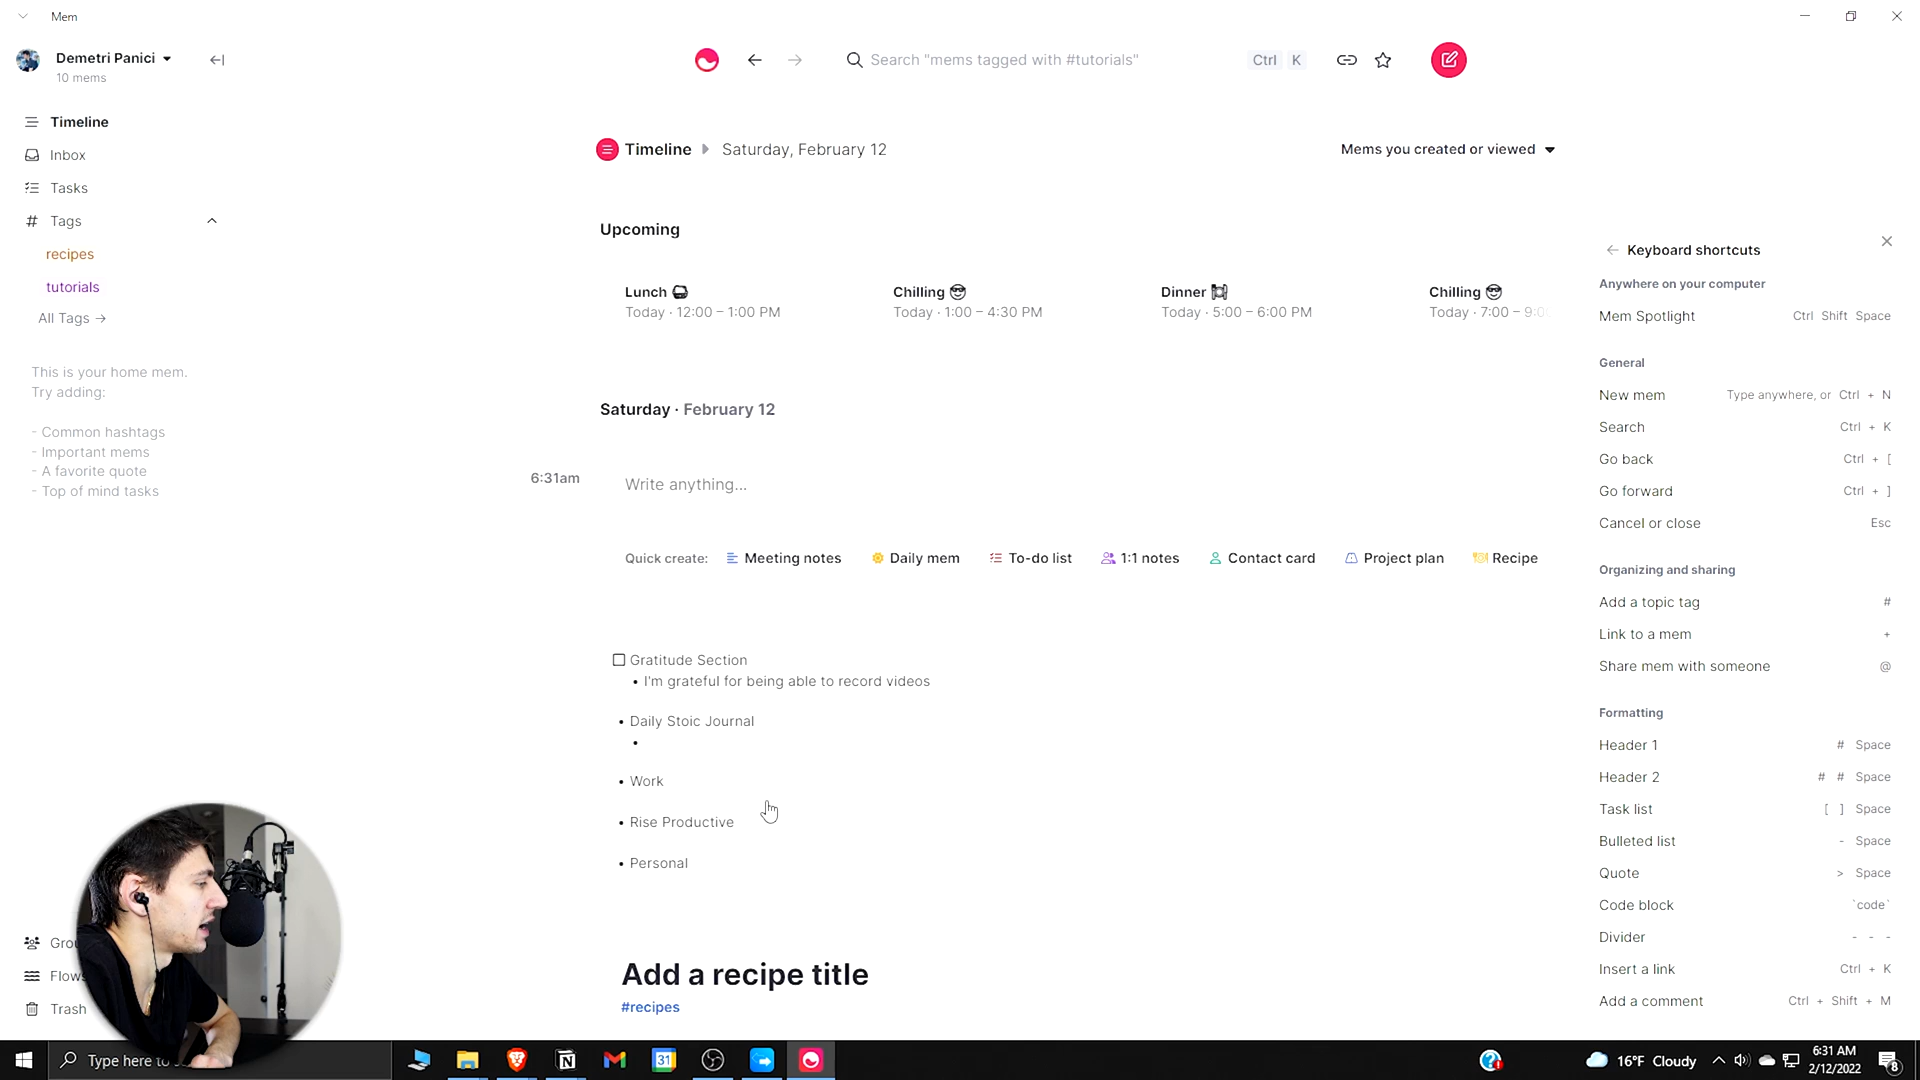 Mem
Demetri Panici
10 mems
Search "mems tagged with #tutorials"
Ctrl K
Timeline
Inbox
Tasks
# Tags
recipes
tutorials
All Tags →
This is your home mem.
Try adding:
- Common hashtags
- Important mems
- A favorite quote
- Top of mind tasks
Trash
Timeline Saturday, February 12
Mems you created or viewed
Upcoming
Lunch
Today · 12:00 – 1:00 PM
Chilling
Today · 1:00 – 4:30 PM
Dinner
Today · 5:00 – 6:00 PM
Chilling
Today · 7:00 – 9:00
Saturday · February 12
6:31am
Write anything...
Quick create: Meeting notes Daily mem To-do list 1:1 notes Contact card Project plan Recipe
Gratitude Section
• I'm grateful for being able to record videos
• Daily Stoic Journal
•
• Work
• Rise Productive
• Personal
Add a recipe title
#recipes
← Keyboard shortcuts
Anywhere on your computer
Mem Spotlight Ctrl Shift Space
General
New mem Type anywhere, or Ctrl + N
Search Ctrl + K
Go back Ctrl + [
Go forward Ctrl + ]
Cancel or close Esc
Organizing and sharing
Add a topic tag #
Link to a mem +
Share mem with someone @
Formatting
Header 1 # Space
Header 2 # # Space
Task list [ ] Space
Bulleted list - Space
Quote > Space
Code block `code`
Divider - - -
Insert a link Ctrl + K
Add a comment Ctrl + Shift + M
Type here to
31
16°F Cloudy
6:31 AM
2/12/2022
8